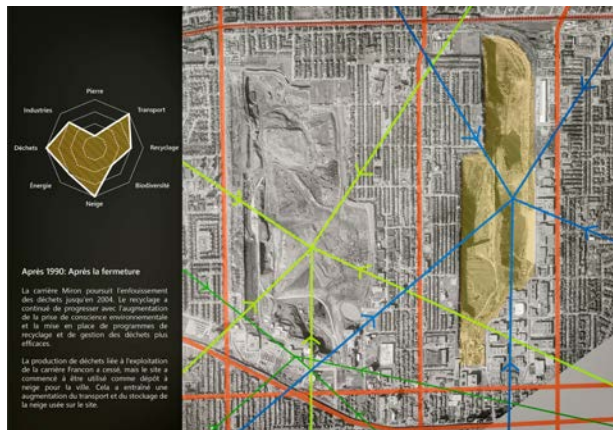 Pierre
Industries
Transport
Déchets
Recyclage
Énergie
Biodiversité
Neige
Après 1990: Après la fermeture
La carrière Miron poursuit l'enfouissement
des déchets jusqu'en 2004. Le recyclage a
continué de progresser avec l'augmentation
de la prise de conscience environnementale
et la mise en place de programmes de
recyclage et de gestion des déchets plus
efficaces.
La production de déchets liée à l'exploitation
de la carrière Francon a cessé, mais le site a
commencé à être utilisé comme dépôt à
neige pour la ville. Cela a entraîné une
augmentation du transport et du stockage de
la neige usée sur le site.